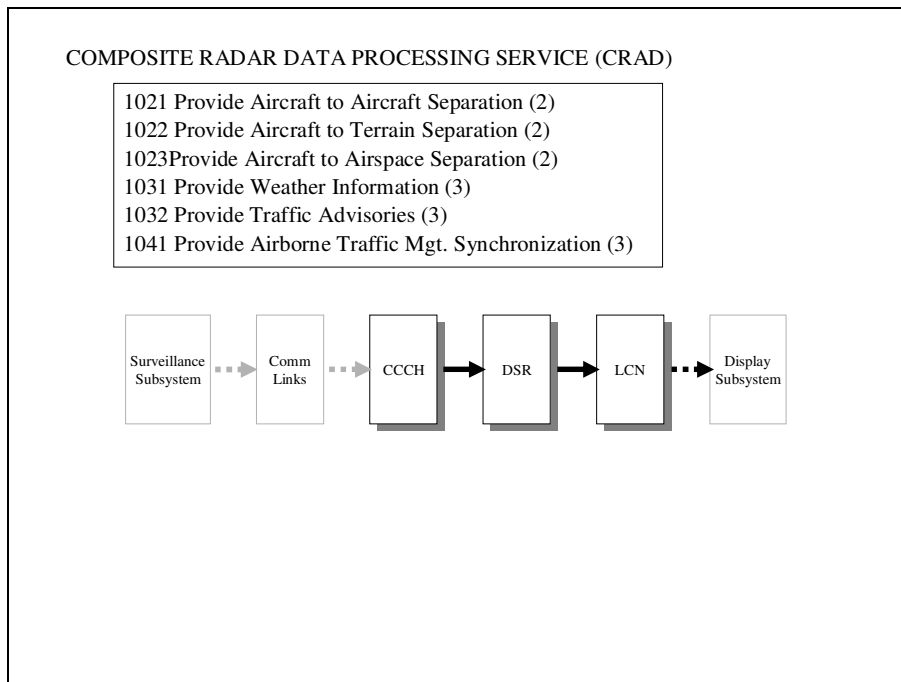 COMPOSITE RADAR DATA PROCESSING SERVICE (CRAD)
1021 Provide Aircraft to Aircraft Separation (2)
1022 Provide Aircraft to Terrain Separation (2)
1023Provide Aircraft to Airspace Separation (2)
1031 Provide Weather Information (3)
1032 Provide Traffic Advisories (3)
1041 Provide Airborne Traffic Mgt. Synchronization (3)
Surveillance
Subsystem
Comm
Links
CCCH
DSR
LCN
Display
Subsystem